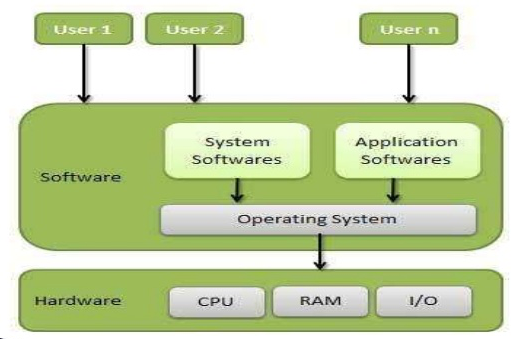 User 1
User 2
User n
System
Softwares
Application
Softwares
Software
Operating System
Hardware
CPU
RAM
I/O